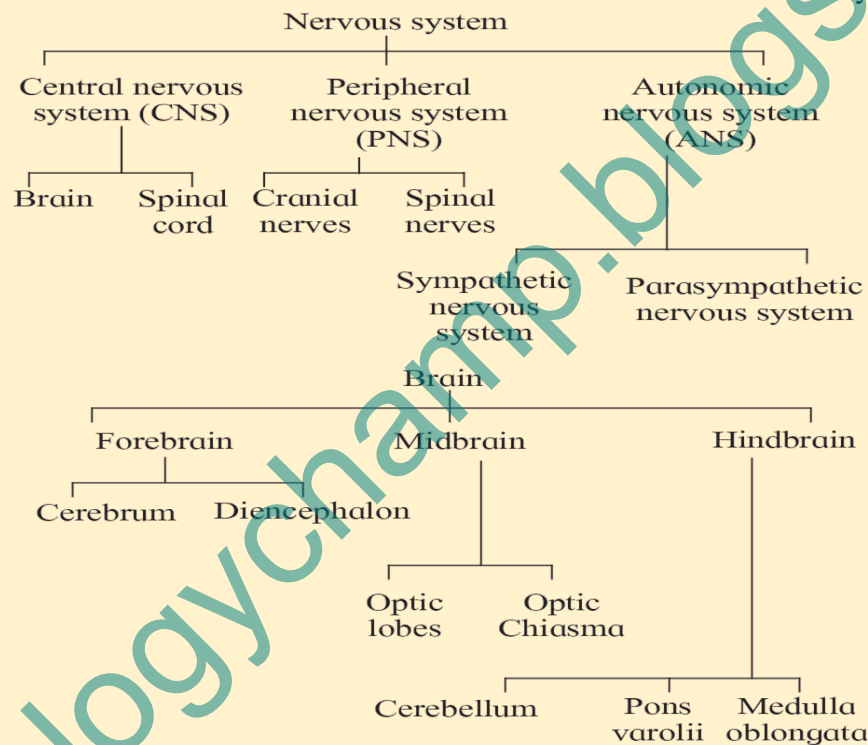 Nervous system
Central nervous system (CNS)
Peripheral nervous system (PNS)
Autonomic nervous system (ANS)
Brain
Spinal cord
Cranial nerves
Spinal nerves
Sympathetic nervous system
Parasympathetic nervous system
Brain
Forebrain
Midbrain
Hindbrain
Cerebrum
Diencephalon
Optic lobes
Optic Chiasma
Cerebellum
Pons varolii
Medulla oblongata
logychamp.blogs